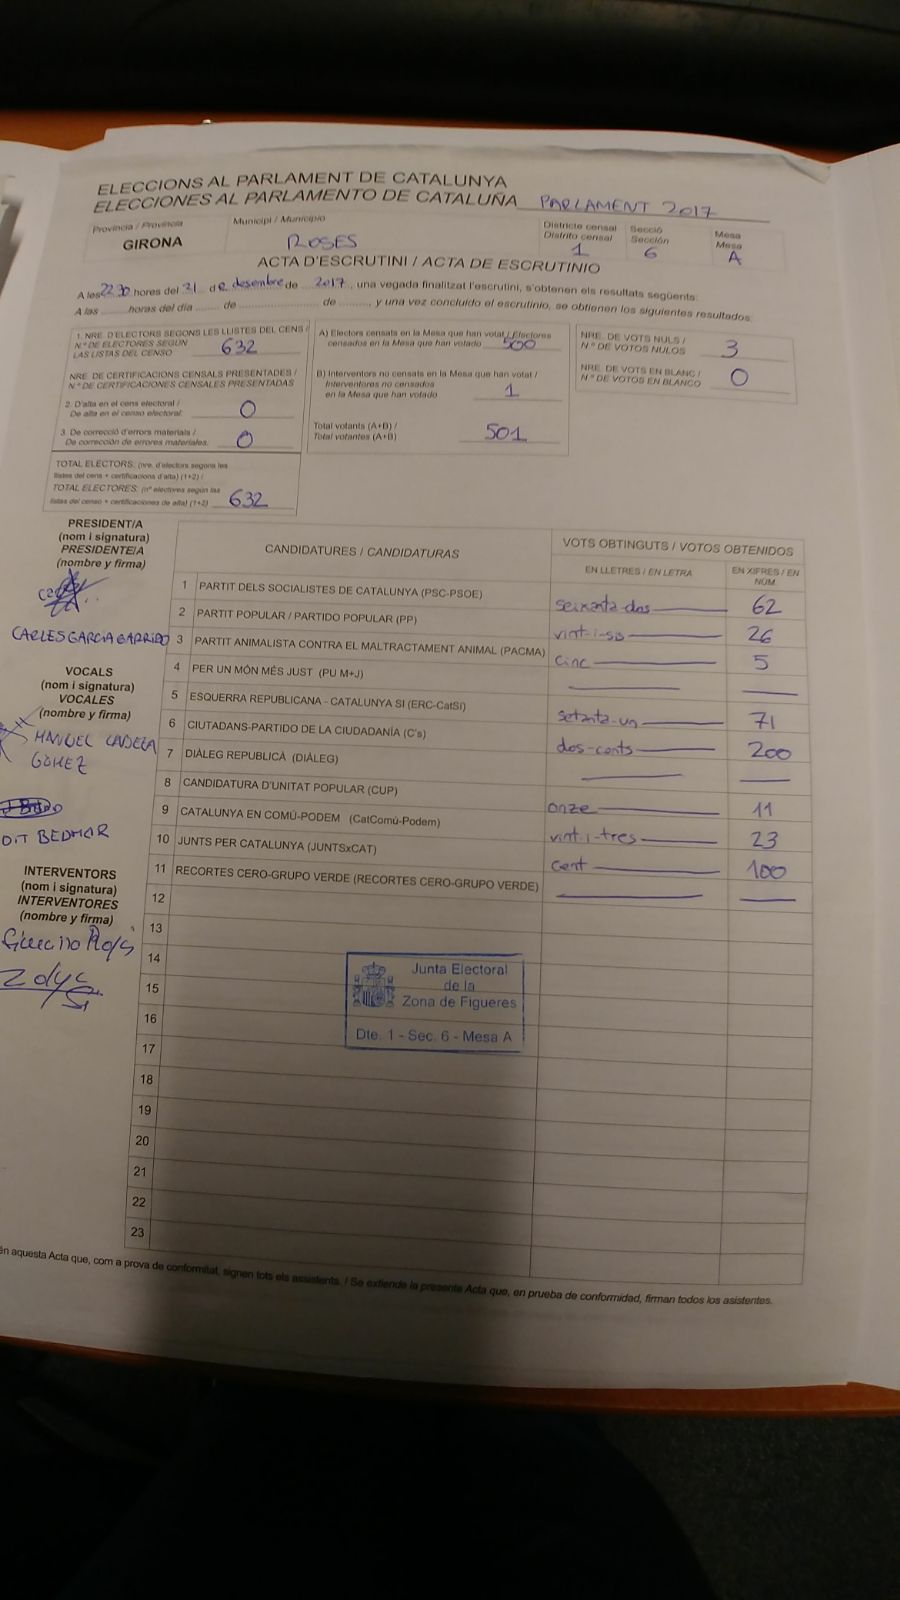 ELECCIONS AL PARLAMENT DE CATALUNYA
ELECCIONES AL PARLAMENTO DE CATALUÑA PARLAMENT 2017
Província / Provincia
GIRONA
Municipi / Municipio
ROSES
Districte censal
Distrito censal
1
Secció
Sección
6
Mesa
Mesa
A
ACTA D'ESCRUTINI / ACTA DE ESCRUTINIO
A les 22 30 hores del 21 de desembre de 2017, una vegada finalitzat l'escrutini, s'obtenen els resultats següents:
A las ......... horas del día ....... de ........................ de ........., y una vez concluido el escrutinio, se obtienen los siguientes resultados:
1. NRE. D'ELECTORS SEGONS LES LLISTES DEL CENS /
N.º DE ELECTORES SEGÚN
LAS LISTAS DEL CENSO 632
NRE. DE CERTIFICACIONS CENSALS PRESENTADES /
N.º DE CERTIFICACIONES CENSALES PRESENTADAS
2. D'alta en el cens electoral /
De alta en el censo electoral: 0
3. De correcció d'errors materials /
De corrección de errores materiales: 0
TOTAL ELECTORS: (nre. d'electors segons les
llistes del cens + certificacions d'alta) (1+2) /
TOTAL ELECTORES: (nº electores según las
listas del censo + certificaciones de alta) (1+2) 632
A) Electors censats en la Mesa que han votat / Electores
censados en la Mesa que han votado 500
B) Interventors no censats en la Mesa que han votat /
Interventores no censados
en la Mesa que han votado 1
Total votants (A+B) /
Total votantes (A+B) 501
NRE. DE VOTS NULS /
N.º DE VOTOS NULOS 3
NRE. DE VOTS EN BLANC /
N.º DE VOTOS EN BLANCO 0
PRESIDENT/A
(nom i signatura)
PRESIDENTE/A
(nombre y firma)
CARLES GARCIA GARRIDO
VOCALS
(nom i signatura)
VOCALES
(nombre y firma)
MANUEL
GÓMEZ
BEDMAR
INTERVENTORS
(nom i signatura)
INTERVENTORES
(nombre y firma)
CANDIDATURES / CANDIDATURAS
VOTS OBTINGUTS / VOTOS OBTENIDOS
EN LLETRES / EN LETRA
EN XIFRES / EN NÚM.
1 PARTIT DELS SOCIALISTES DE CATALUNYA (PSC-PSOE) seixanta-dos 62
2 PARTIT POPULAR / PARTIDO POPULAR (PP) vint-i-sis 26
3 PARTIT ANIMALISTA CONTRA EL MALTRACTAMENT ANIMAL (PACMA) cinc 5
4 PER UN MÓN MÉS JUST (PU M+J)
5 ESQUERRA REPUBLICANA - CATALUNYA SI (ERC-CatSí) setanta-un 71
6 CIUTADANS-PARTIDO DE LA CIUDADANÍA (C's) dos-cents 200
7 DIÀLEG REPUBLICÀ (DIÀLEG)
8 CANDIDATURA D'UNITAT POPULAR (CUP) onze 11
9 CATALUNYA EN COMÚ-PODEM (CatComú-Podem) vint-i-tres 23
10 JUNTS PER CATALUNYA (JUNTSxCAT) cent 100
11 RECORTES CERO-GRUPO VERDE (RECORTES CERO-GRUPO VERDE)
12
13
14
15
16
17
18
19
20
21
22
23
Junta Electoral
de la
Zona de Figueres
Dte. 1 - Sec. 6 - Mesa A
aquesta Acta que, com a prova de conformitat, signen tots els assistents. / Se extiende la presente Acta que, en prueba de conformidad, firman todos los asistentes.